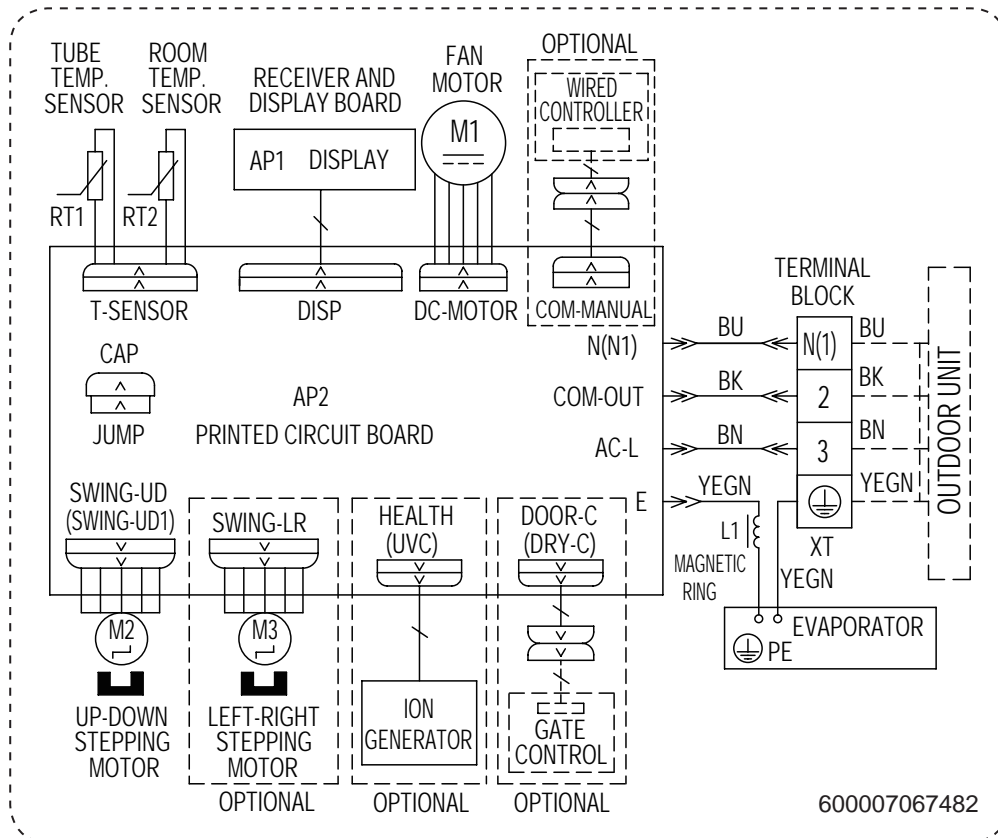 TUBE
TEMP.
SENSOR
ROOM
TEMP.
SENSOR
RECEIVER AND
DISPLAY BOARD
FAN
MOTOR
OPTIONAL
WIRED
CONTROLLER
AP1 DISPLAY
M1
RT1
RT2
T-SENSOR
DISP
DC-MOTOR
COM-MANUAL
TERMINAL
BLOCK
N(N1)
BU
N(1)
BU
CAP
JUMP
AP2
PRINTED CIRCUIT BOARD
COM-OUT
BK
2
BK
AC-L
BN
3
BN
E
YEGN
YEGN
OUTDOOR UNIT
L1
MAGNETIC
RING
XT
YEGN
EVAPORATOR
PE
SWING-UD
(SWING-UD1)
SWING-LR
HEALTH
(UVC)
DOOR-C
(DRY-C)
M2
M3
UP-DOWN
STEPPING
MOTOR
LEFT-RIGHT
STEPPING
MOTOR
ION
GENERATOR
GATE
CONTROL
OPTIONAL
OPTIONAL
OPTIONAL
600007067482